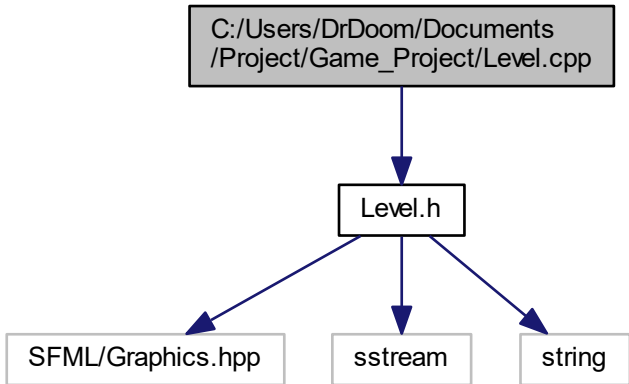 C:/Users/DrDoom/Documents
/Project/Game_Project/Level.cpp
Level.h
SFML/Graphics.hpp
sstream
string